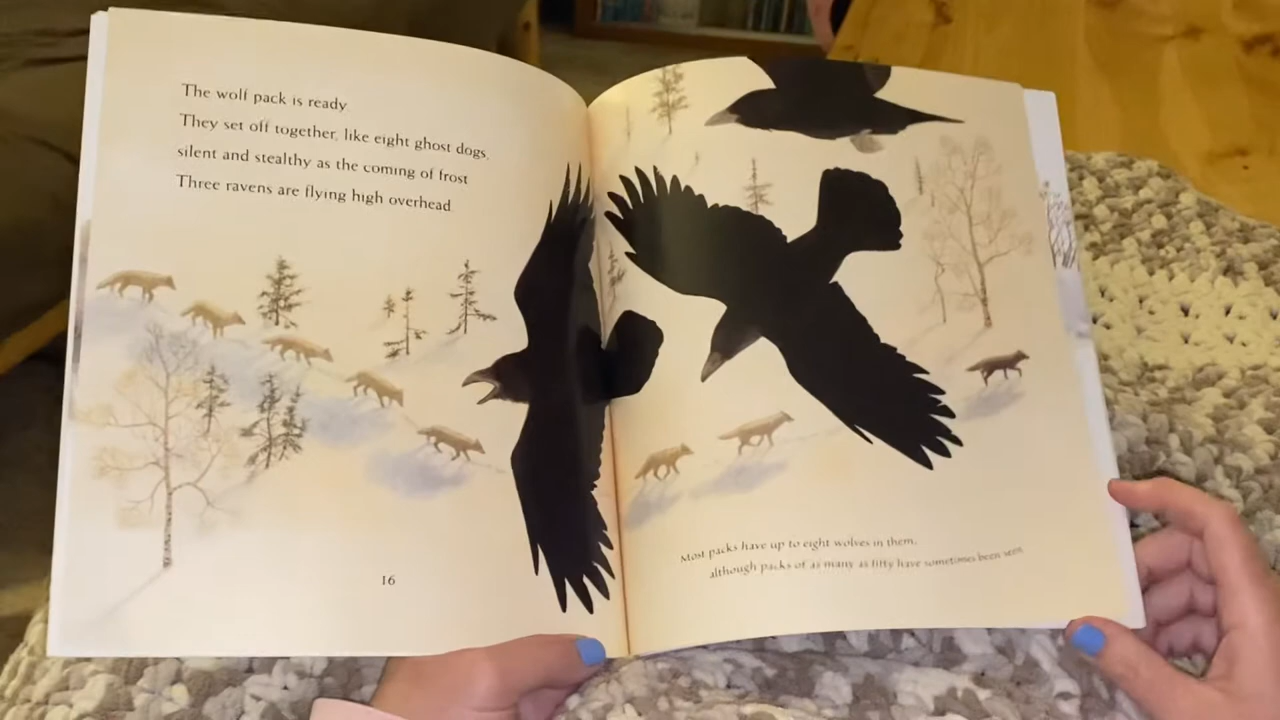 The wolf pack is ready.
They set off together, like eight ghost dogs,
silent and stealthy as the coming of frost.
Three ravens are flying high overhead.
16
Most packs have up to eight wolves in them,
although packs of as many as fifty have sometimes been seen.